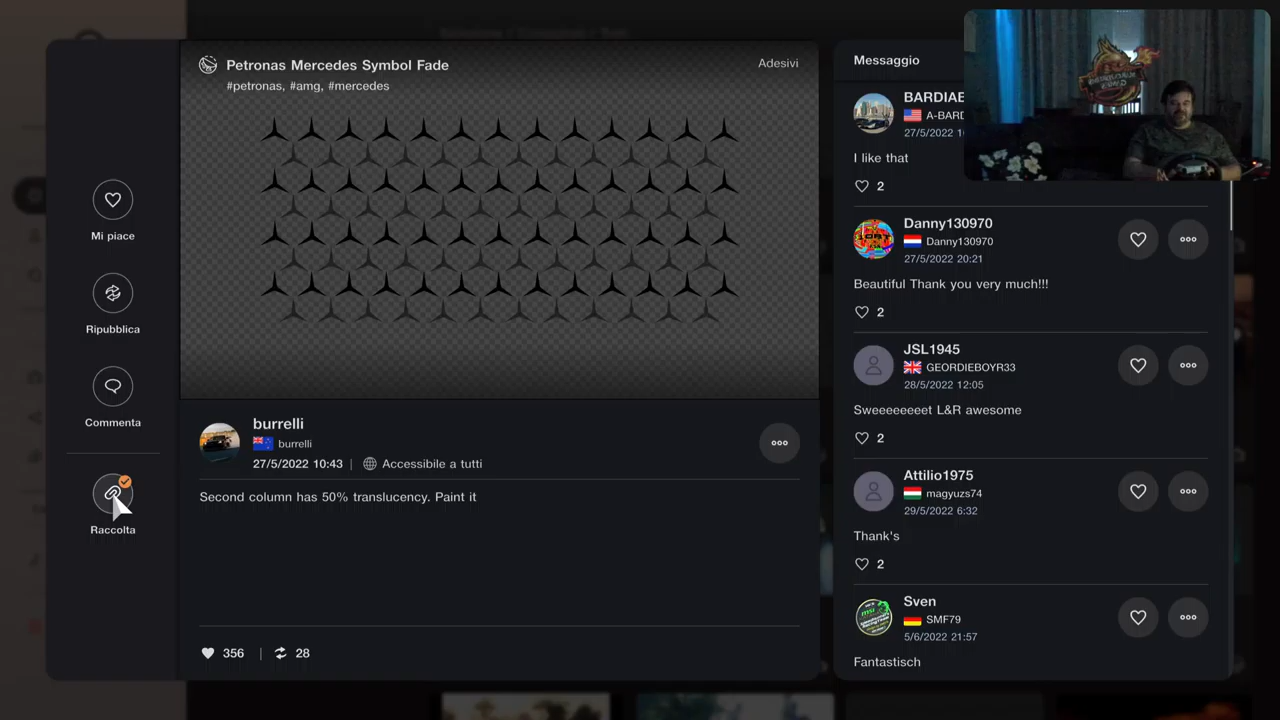 Petronas Mercedes Symbol Fade
Adesivi
#petronas, #amg, #mercedes
Mi piace
Ripubblica
Commenta
Raccolta
burrelli
burrelli
27/5/2022 10:43 | Accessibile a tutti
Second column has 50% translucency. Paint it
356 | 28
Messaggio
BARDIAB
A-BARD
27/5/2022 1
I like that
2
Danny130970
Danny130970
27/5/2022 20:21
Beautiful Thank you very much!!!
2
JSL1945
GEORDIEBOYR33
28/5/2022 12:05
Sweeeeeeeet L&R awesome
2
Attilio1975
magyuzs74
29/5/2022 6:32
Thank's
2
Sven
SMF79
5/6/2022 21:57
Fantastisch